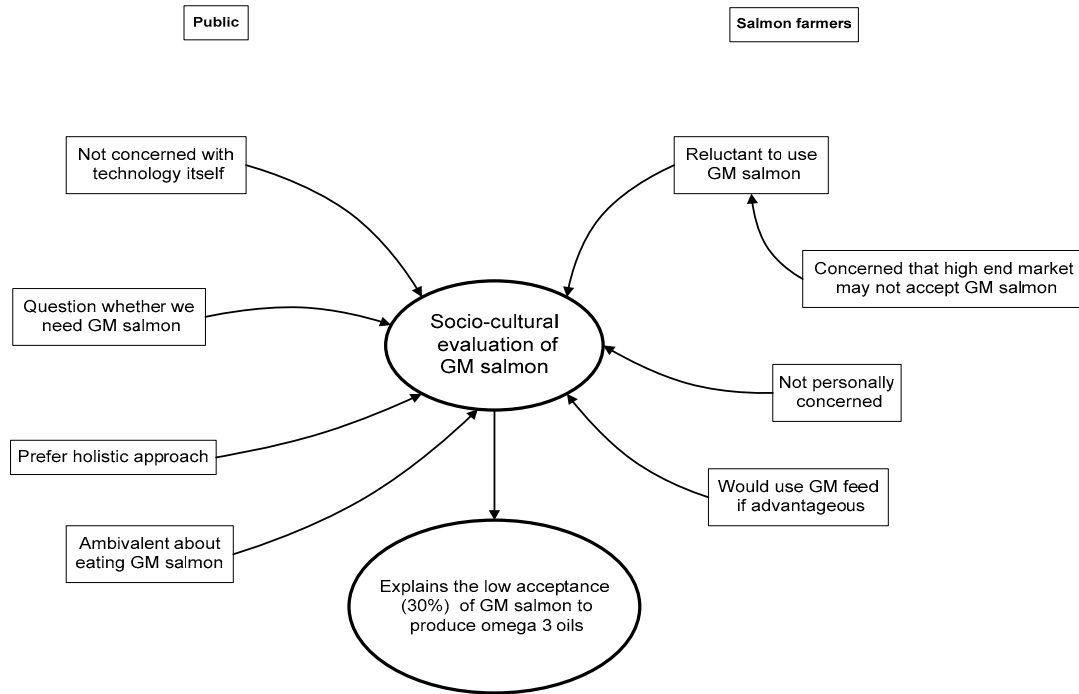 Public
Salmon farmers
Not concerned with
technology itself
Reluctant to use
GM salmon
Concerned that high end market
may not accept GM salmon
Question whether we
need GM salmon
Socio-cultural
evaluation of
GM salmon
Not personally
concerned
Prefer holistic approach
Would use GM feed
if advantageous
Ambivalent about
eating GM salmon
Explains the low acceptance
(30%) of GM salmon to
produce omega 3 oils